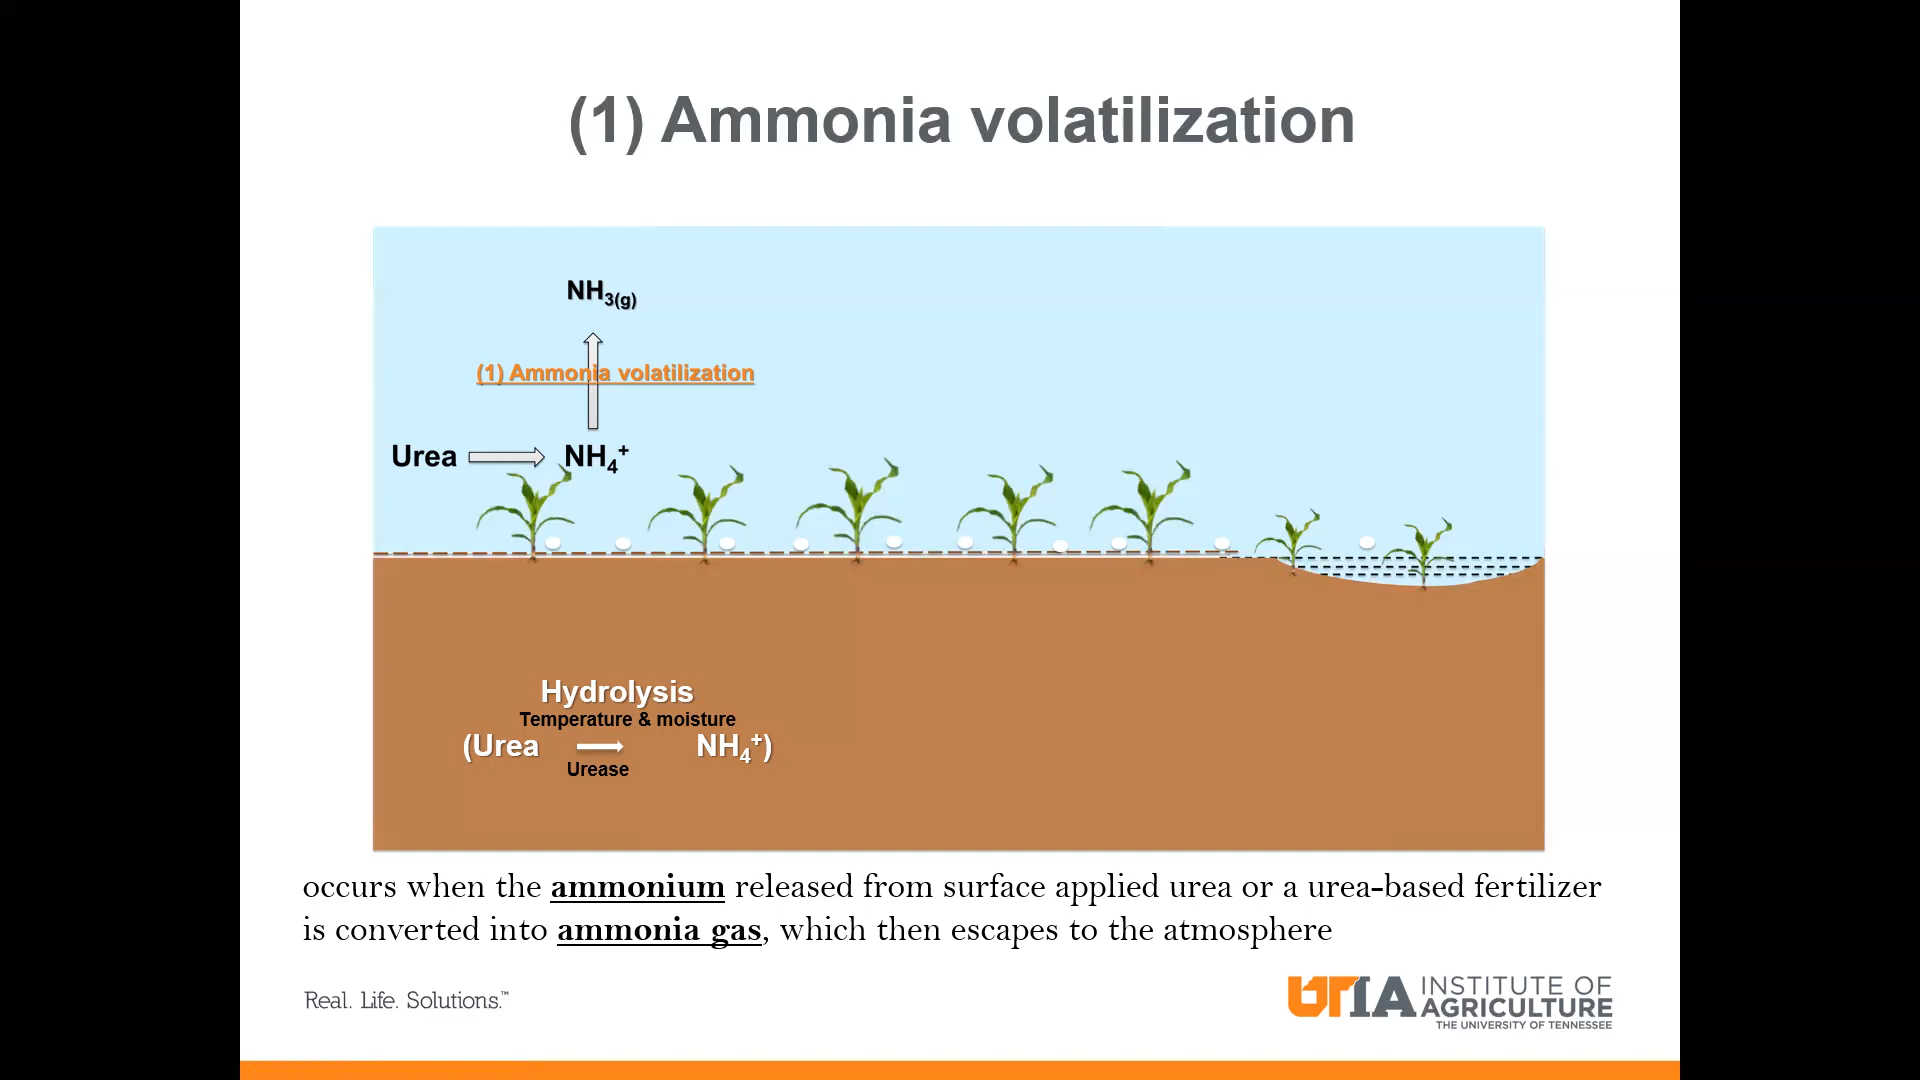 (1) Ammonia volatilization
NH₃(g)
(1) Ammonia volatilization
Urea NH₄⁺
Hydrolysis
Temperature & moisture
(Urea NH₄⁺)
Urease
occurs when the ammonium released from surface applied urea or a urea-based fertilizer
is converted into ammonia gas, which then escapes to the atmosphere
Real. Life. Solutions.™
UTIA INSTITUTE OF
AGRICULTURE
THE UNIVERSITY OF TENNESSEE